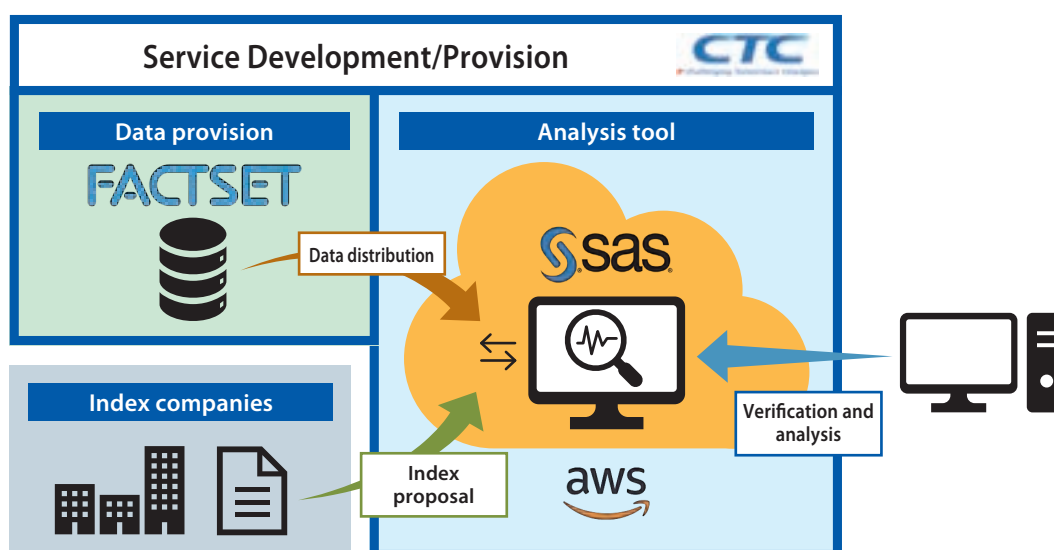 Service Development/Provision
CTC
Data provision
FACTSET
Analysis tool
Data distribution
sas
Index companies
Index
proposal
Verification and
analysis
aws